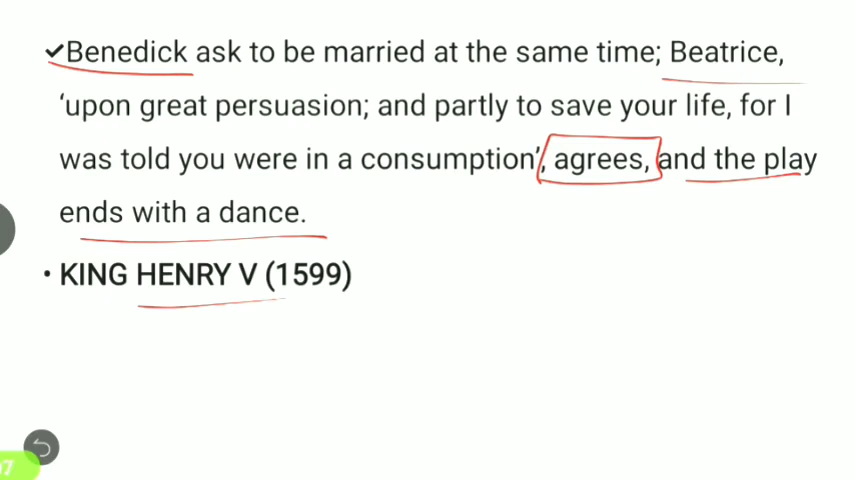 ✓Benedick ask to be married at the same time; Beatrice,
‘upon great persuasion; and partly to save your life, for I
was told you were in a consumption’, agrees, and the play
ends with a dance.
• KING HENRY V (1599)